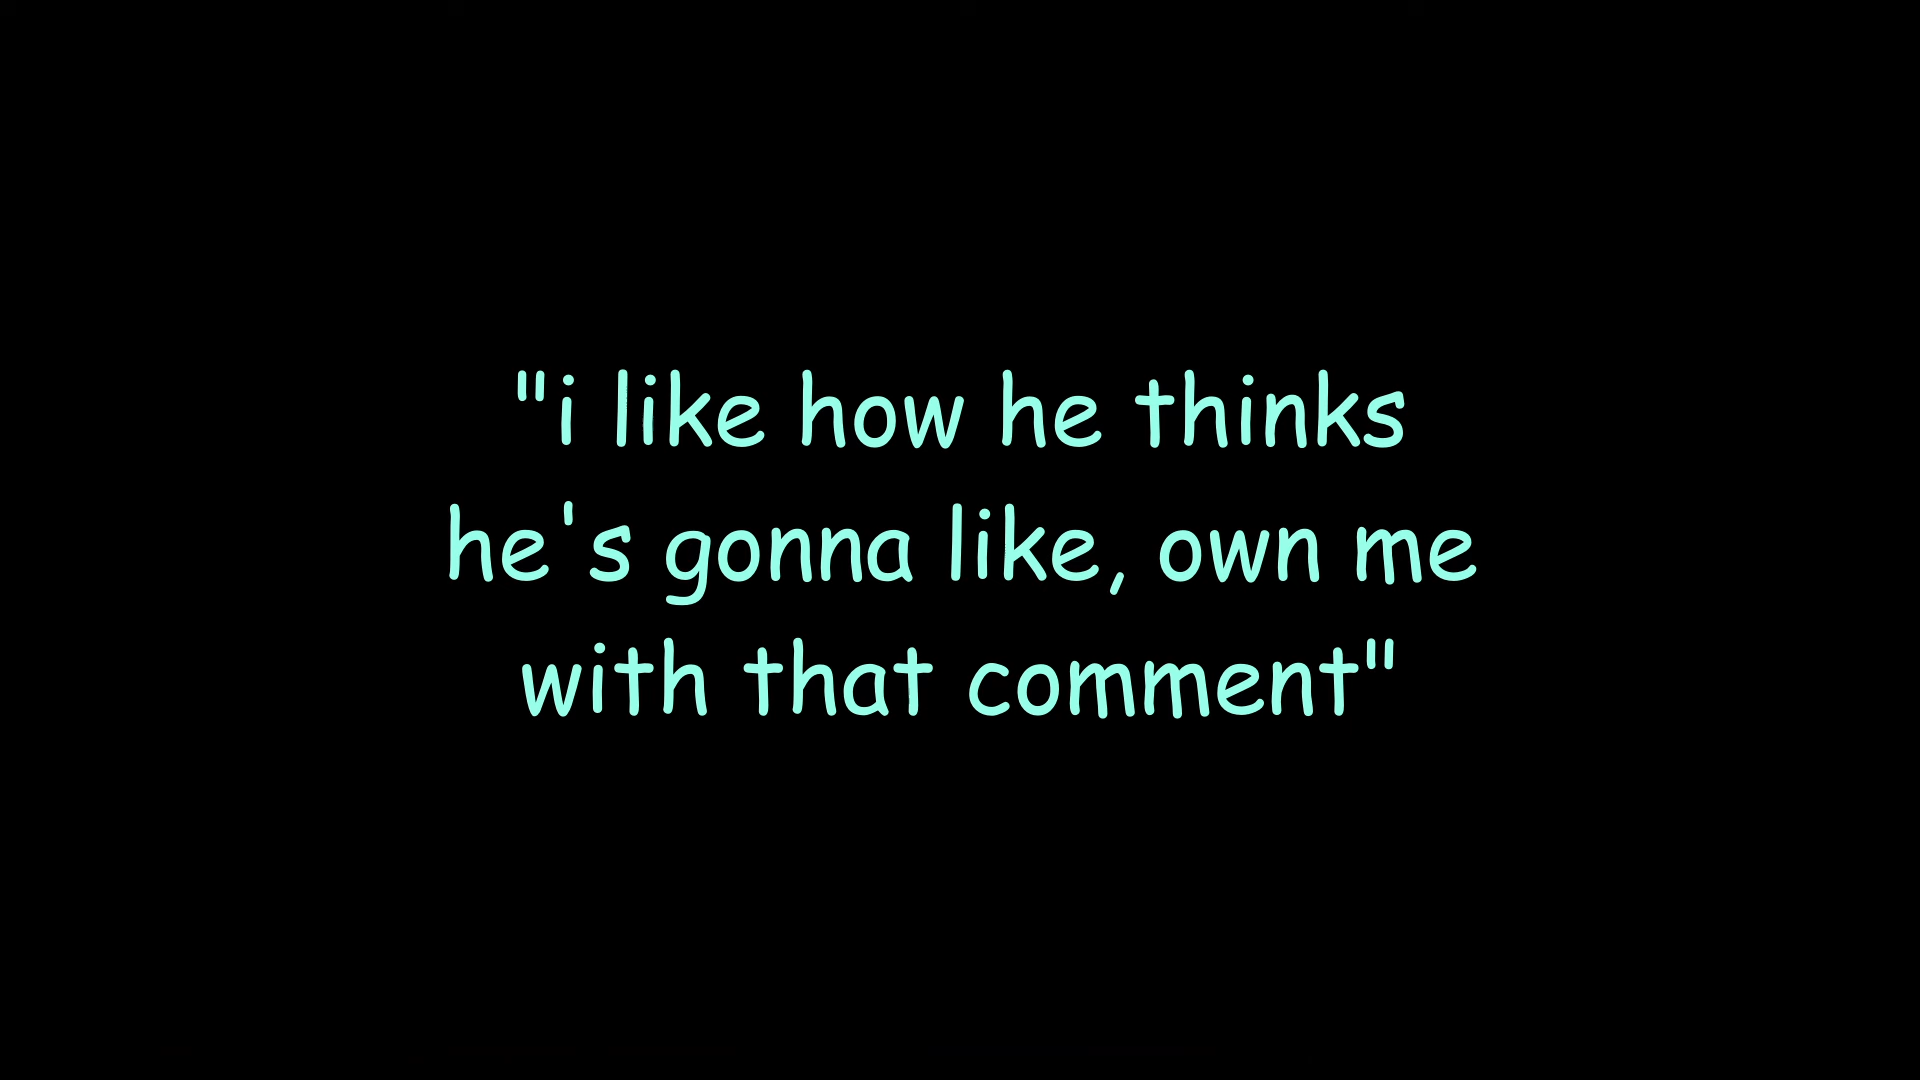 "i like how he thinks
he's gonna like, own me
with that comment"